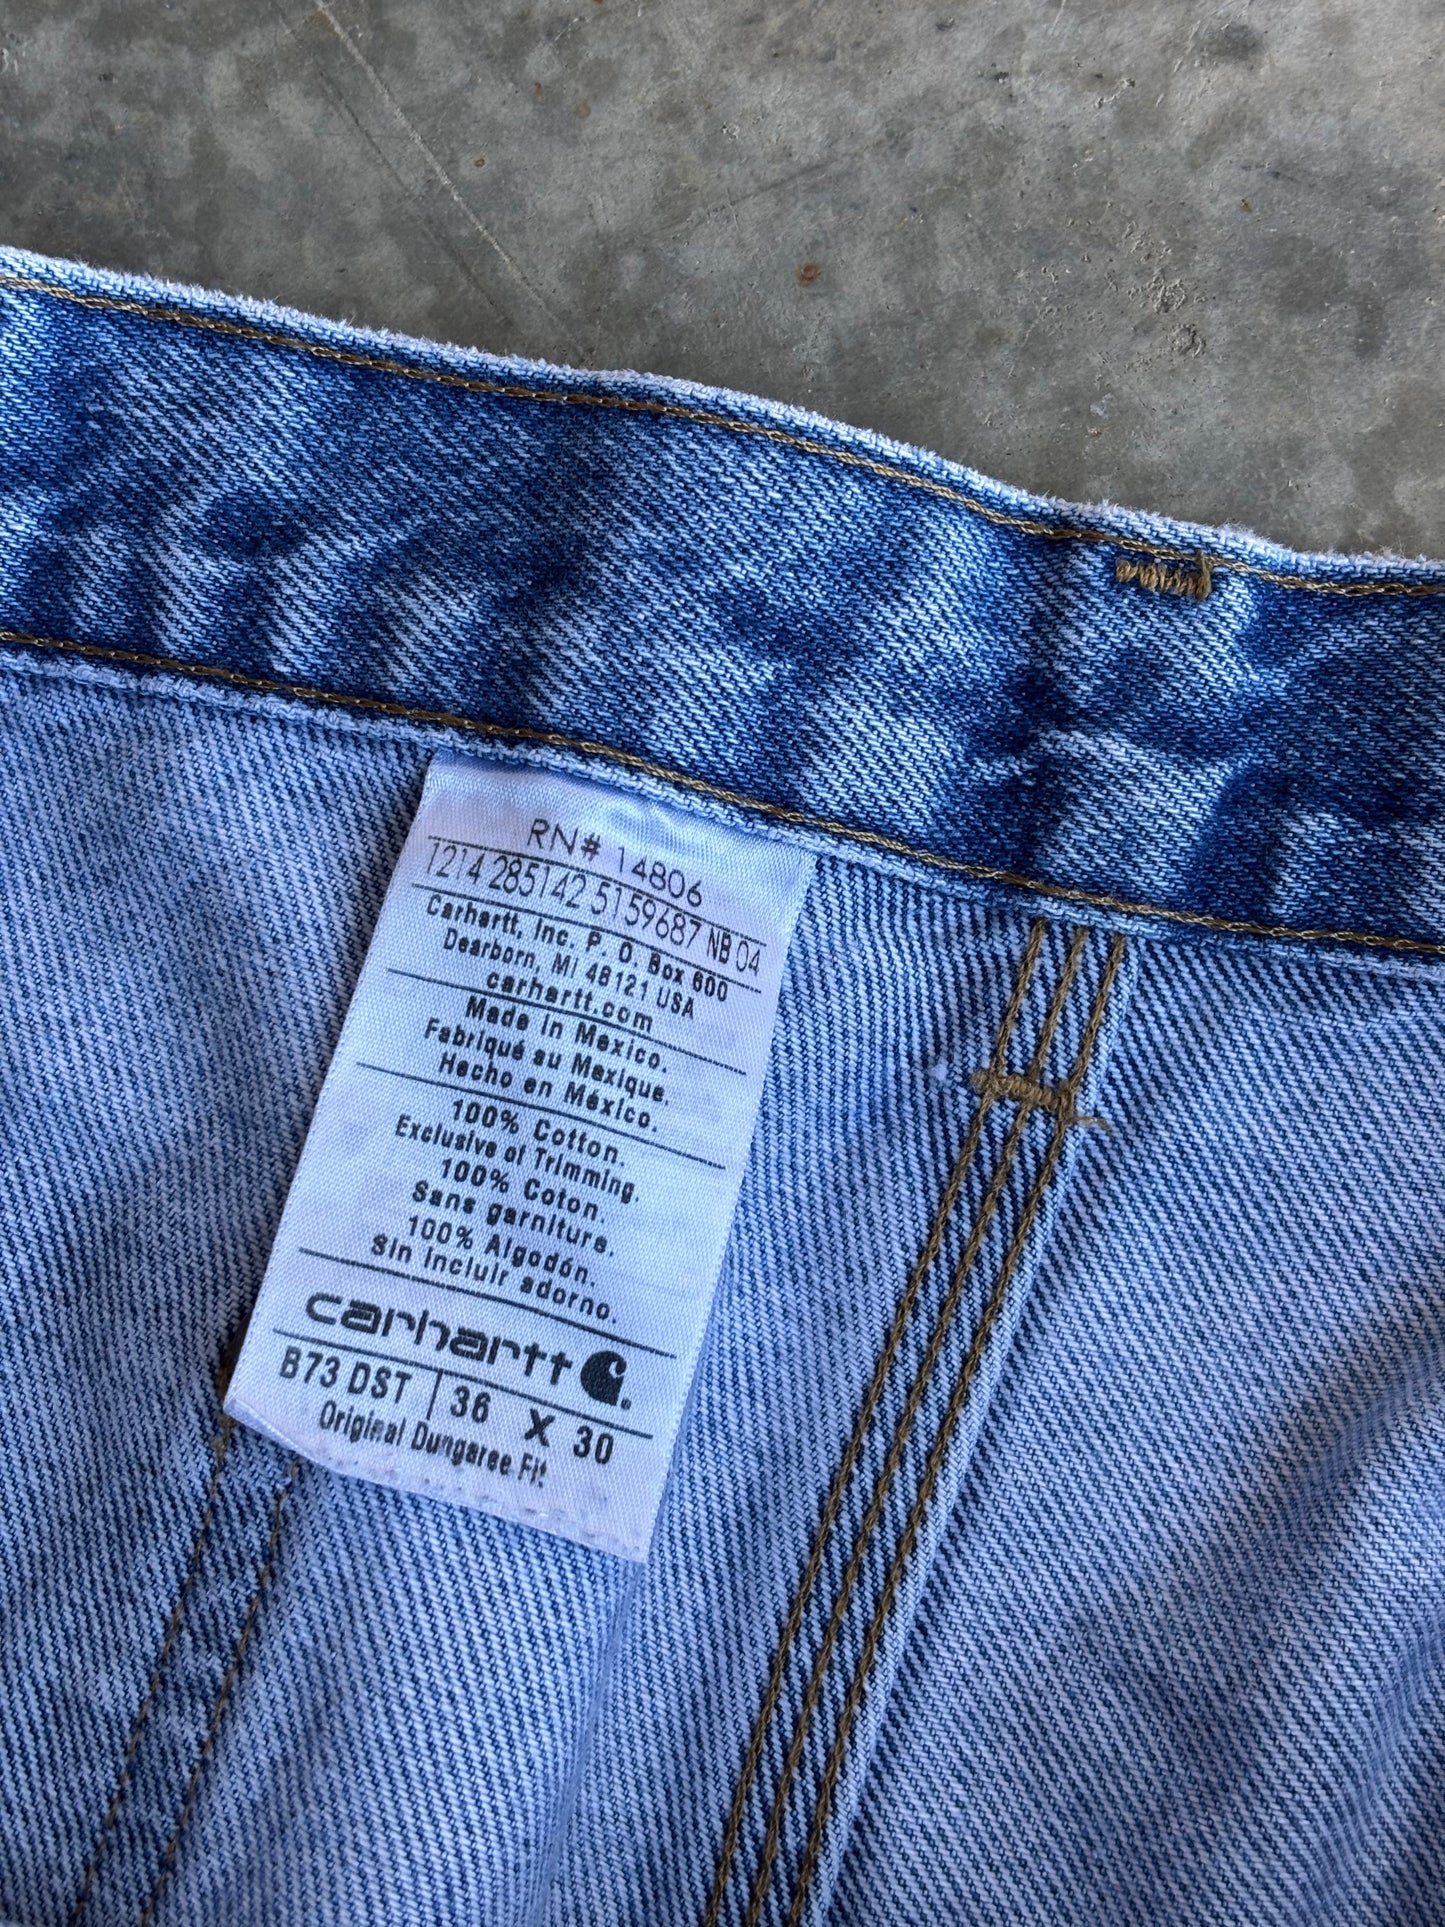 RN# 14806
1214 285142 5159687 NB 04
Carhartt, Inc. P. O. Box 600
Dearborn, MI 48121 USA
carhartt.com
Made in Mexico.
Fabriqué au Mexique.
Hecho en México.
100% Cotton.
Exclusive of Trimming.
100% Coton.
Sans garniture.
100% Algodón.
Sin incluir adorno.
carhartt
B73 DST 36 X 30
Original Dungaree Fit